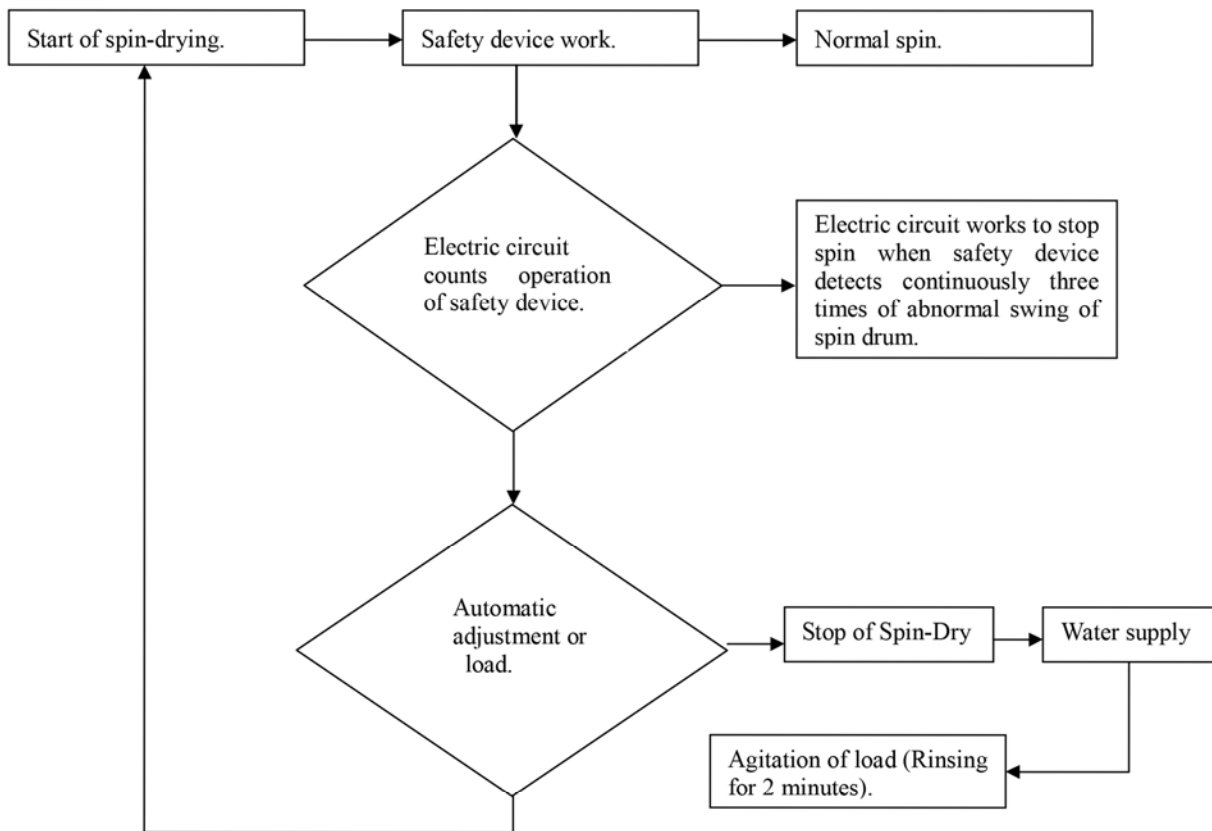 Start of spin-drying.
Safety device work.
Normal spin.
Electric circuit
counts operation
of safety device.
Electric circuit works to stop
spin when safety device
detects continuously three
times of abnormal swing of
spin drum.
Automatic
adjustment or
load.
Stop of Spin-Dry
Water supply
Agitation of load (Rinsing
for 2 minutes).